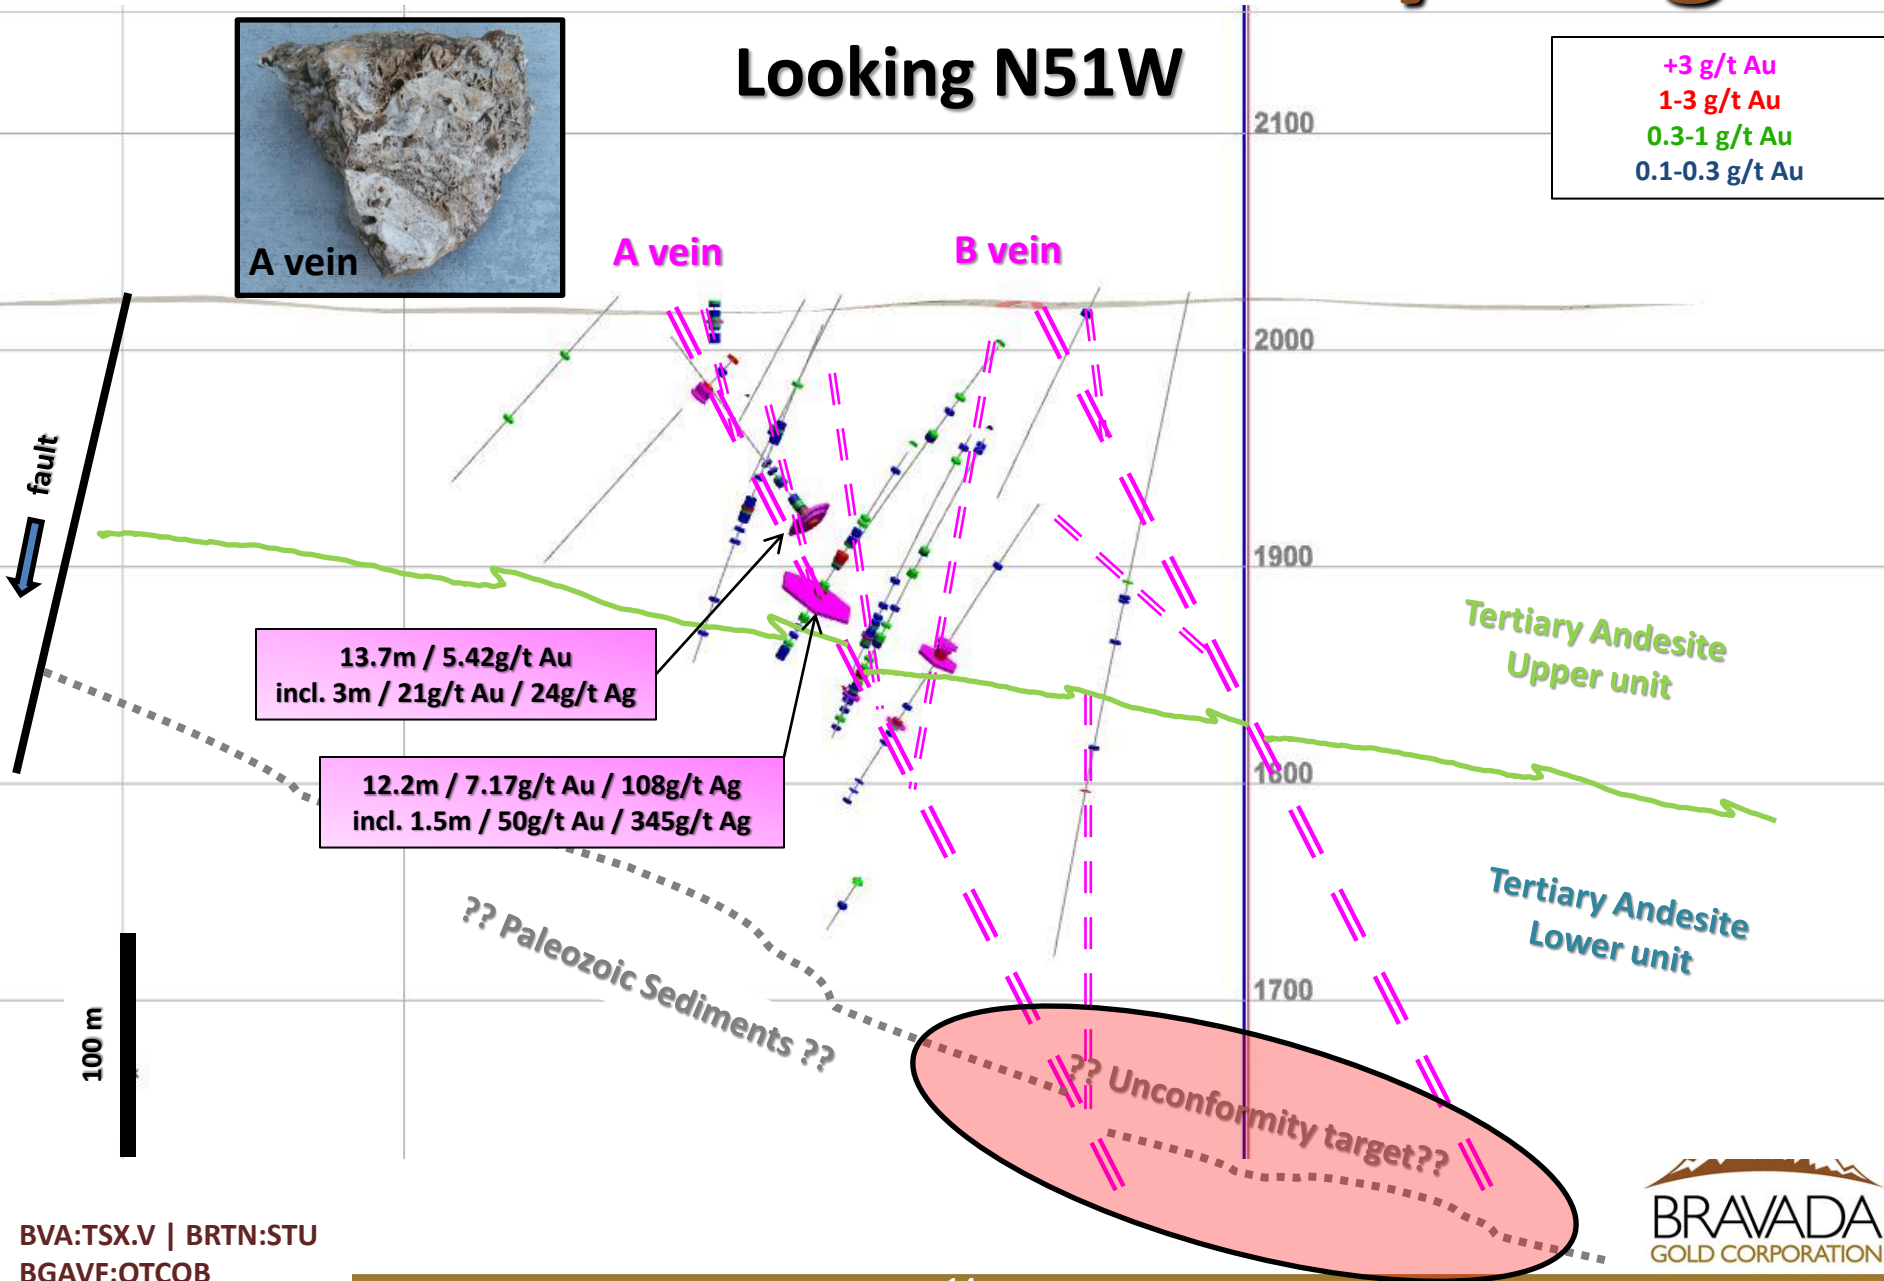 Looking N51W
+3 g/t Au
1-3 g/t Au
0.3-1 g/t Au
0.1-0.3 g/t Au
A vein
A vein
B vein
2100
2000
1900
1800
1700
fault
13.7m / 5.42g/t Au
incl. 3m / 21g/t Au / 24g/t Ag
12.2m / 7.17g/t Au / 108g/t Ag
incl. 1.5m / 50g/t Au / 345g/t Ag
Tertiary Andesite
Upper unit
Tertiary Andesite
Lower unit
?? Paleozoic Sediments ??
?? Unconformity target??
100 m
BRAVADA
GOLD CORPORATION
BVA:TSX.V | BRTN:STU
BGAVF:OTCQB